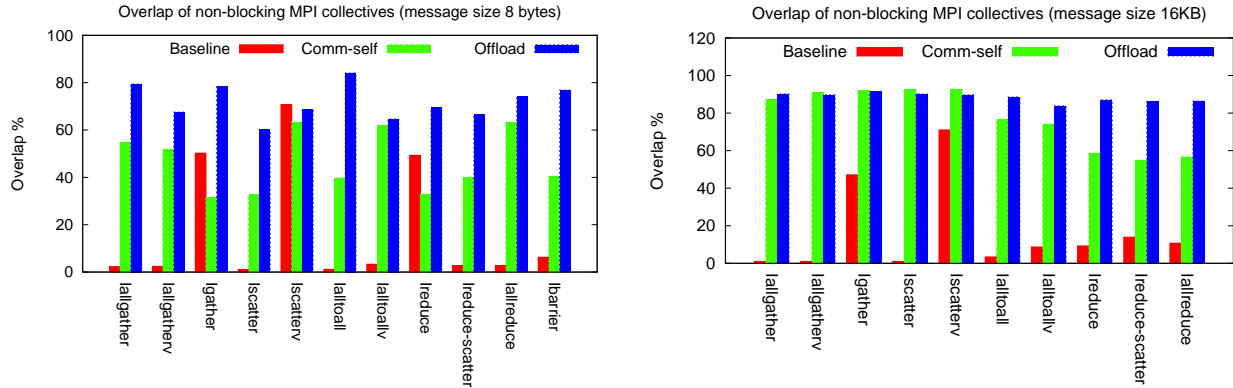 Overlap of non-blocking MPI collectives (message size 8 bytes)
Baseline Comm-self Offload
100
80
60
40
20
0
Overlap %
Iallgather
Iallgatherv
Igather
Iscatter
Iscatterv
Ialltoall
Ialltoallv
Ireduce
Ireduce-scatter
Iallreduce
Ibarrier
Overlap of non-blocking MPI collectives (message size 16KB)
Baseline Comm-self Offload
120
100
80
60
40
20
0
Overlap %
Iallgather
Iallgatherv
Igather
Iscatter
Iscatterv
Ialltoall
Ialltoallv
Ireduce
Ireduce-scatter
Iallreduce